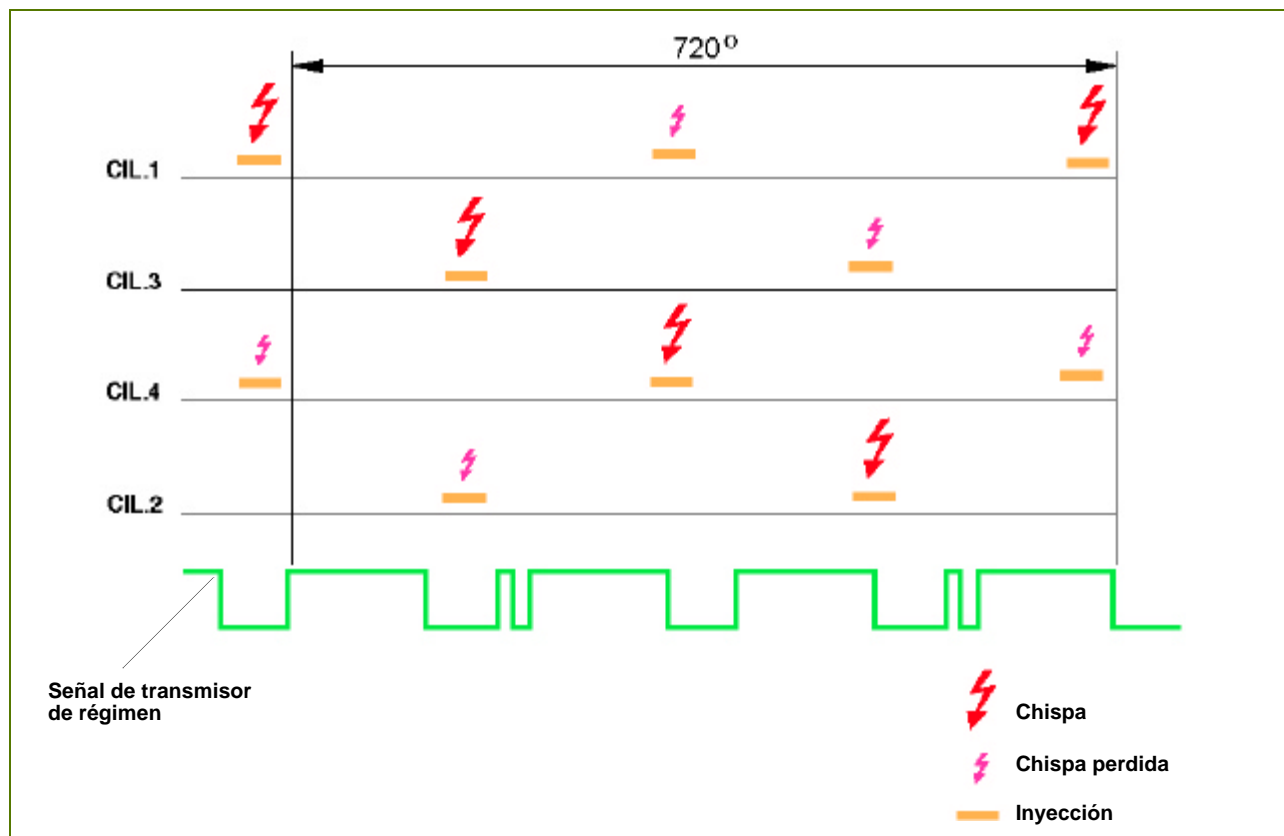 720º
CIL.1
CIL.3
CIL.4
CIL.2
Señal de transmisor
de régimen
Chispa
Chispa perdida
Inyección